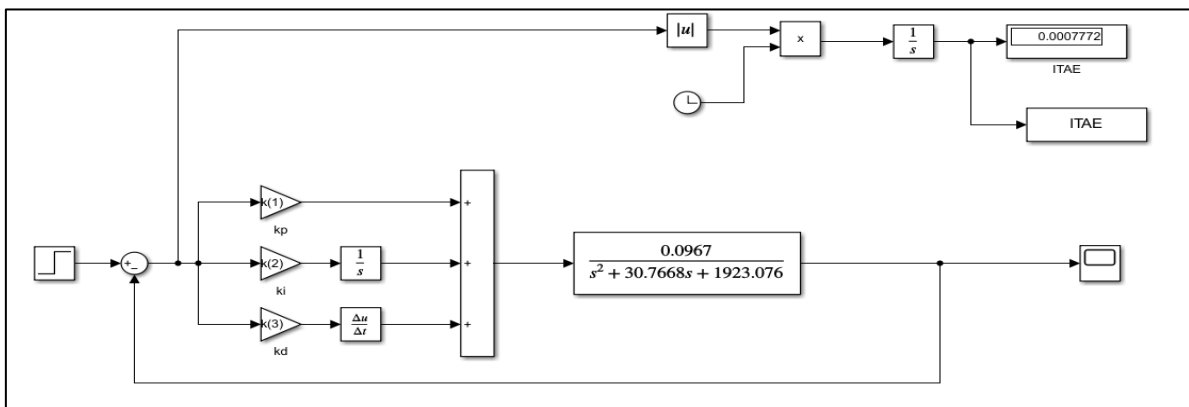 |u|
x
1
s
0.0007772
ITAE
ITAE
k(1)
+
kp
0.0967
s² + 30.7668s + 1923.076
+
−
k(2)
1
s
+
ki
k(3)
Δu
Δt
+
kd